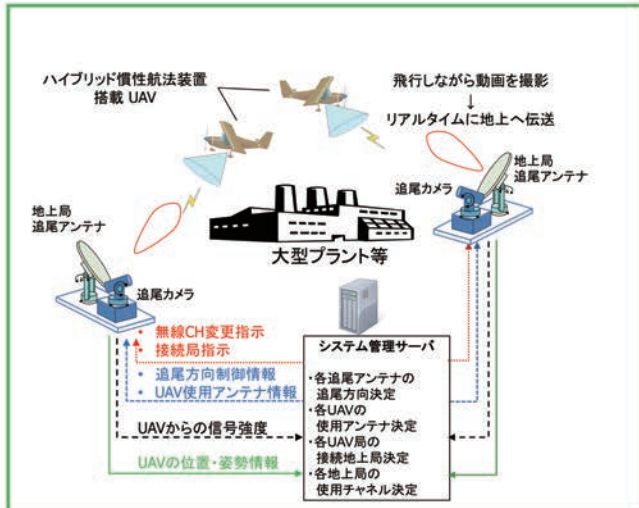 ハイブリッド慣性航法装置
搭載 UAV
飛行しながら動画を撮影
↓
リアルタイムに地上へ伝送
地上局
追尾アンテナ
追尾カメラ
地上局
追尾アンテナ
追尾カメラ
大型プラント等
• 無線CH変更指示
• 接続局指示
• 追尾方向制御情報
• UAV使用アンテナ情報
UAVからの信号強度
UAVの位置・姿勢情報
システム管理サーバ
・各追尾アンテナの
追尾方向決定
・各UAVの
使用アンテナ決定
・各UAV局の
接続地上局決定
・各地上局の
使用チャネル決定